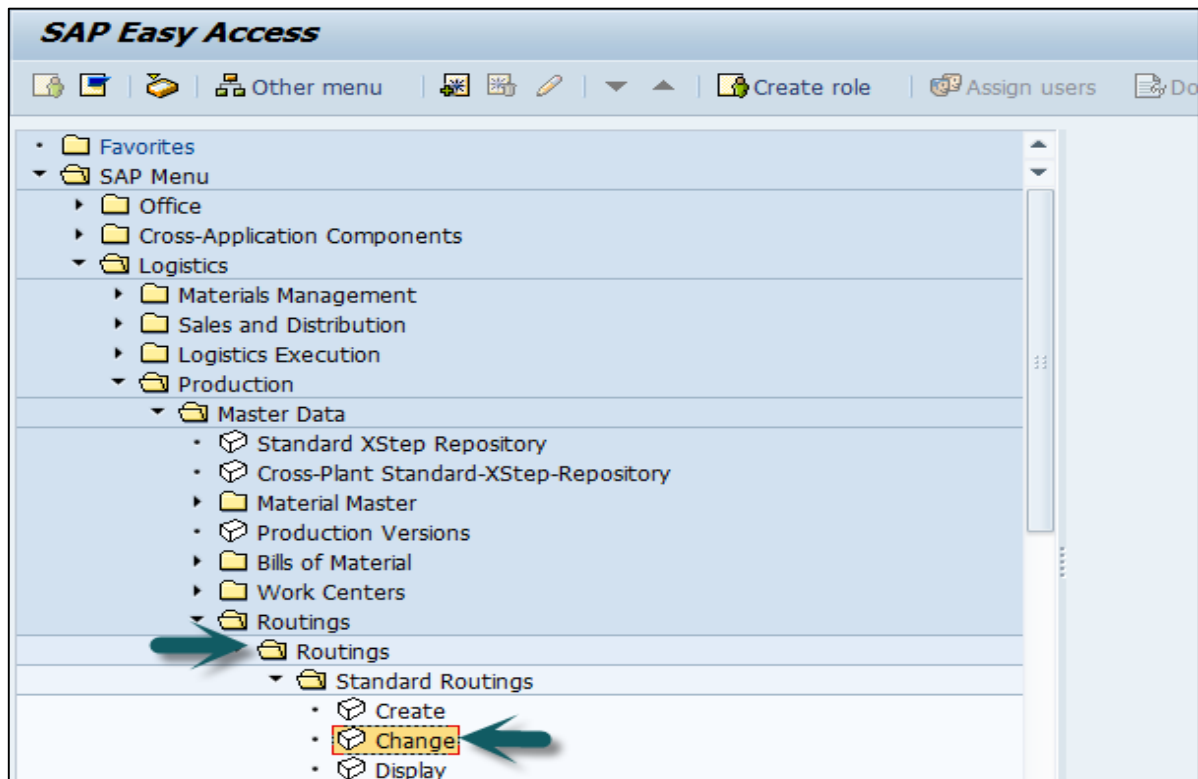 SAP Easy Access
Other menu Create role Assign users Do
Favorites
SAP Menu
Office
Cross-Application Components
Logistics
Materials Management
Sales and Distribution
Logistics Execution
Production
Master Data
Standard XStep Repository
Cross-Plant Standard-XStep-Repository
Material Master
Production Versions
Bills of Material
Work Centers
Routings
Routings
Standard Routings
Create
Change
Display